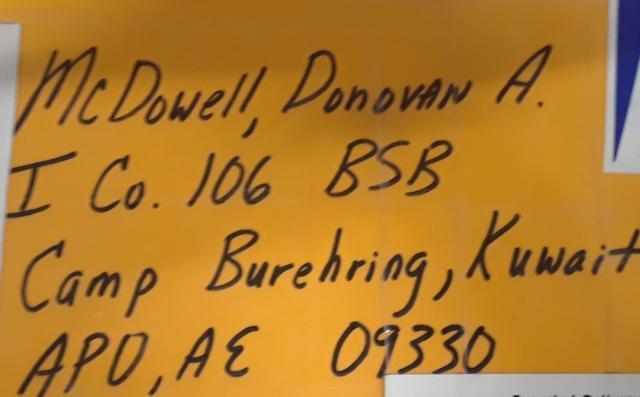 McDowell, Donovan A.
I Co. 106 BSB
Camp Burehring, Kuwait
APO, AE 09330